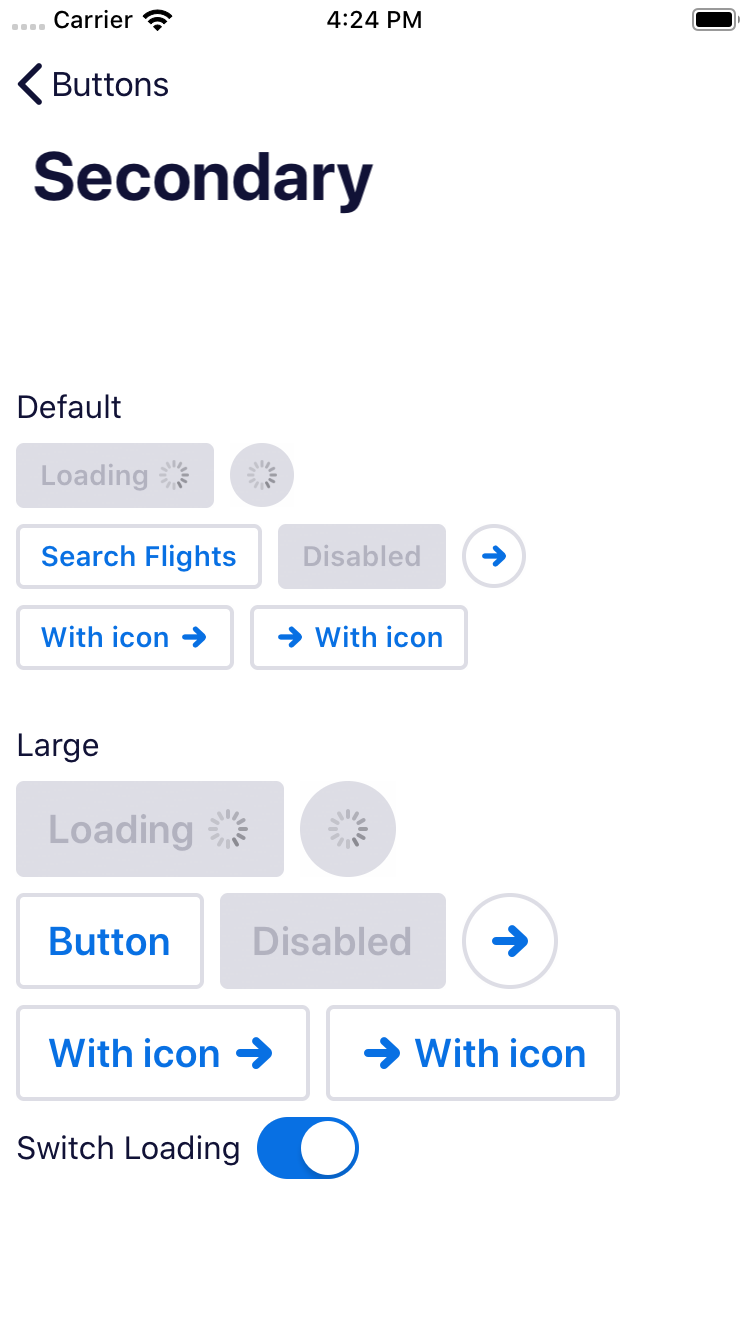 Carrier 4:24 PM
Buttons
Secondary
Default
Loading
Search Flights Disabled
With icon With icon
Large
Loading
Button Disabled
With icon With icon
Switch Loading